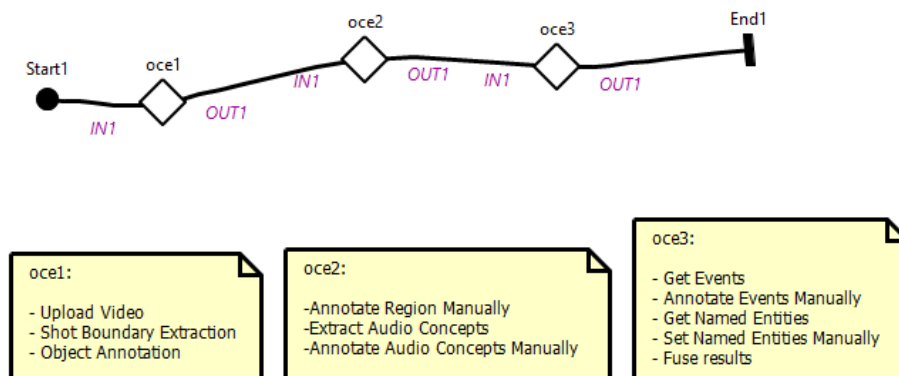 Start1
oce1
oce2
oce3
End1
IN1
OUT1
IN1
OUT1
IN1
OUT1
oce1:
- Upload Video
- Shot Boundary Extraction
- Object Annotation
oce2:
-Annotate Region Manually
-Extract Audio Concepts
-Annotate Audio Concepts Manually
oce3:
- Get Events
- Annotate Events Manually
- Get Named Entities
- Set Named Entities Manually
- Fuse results